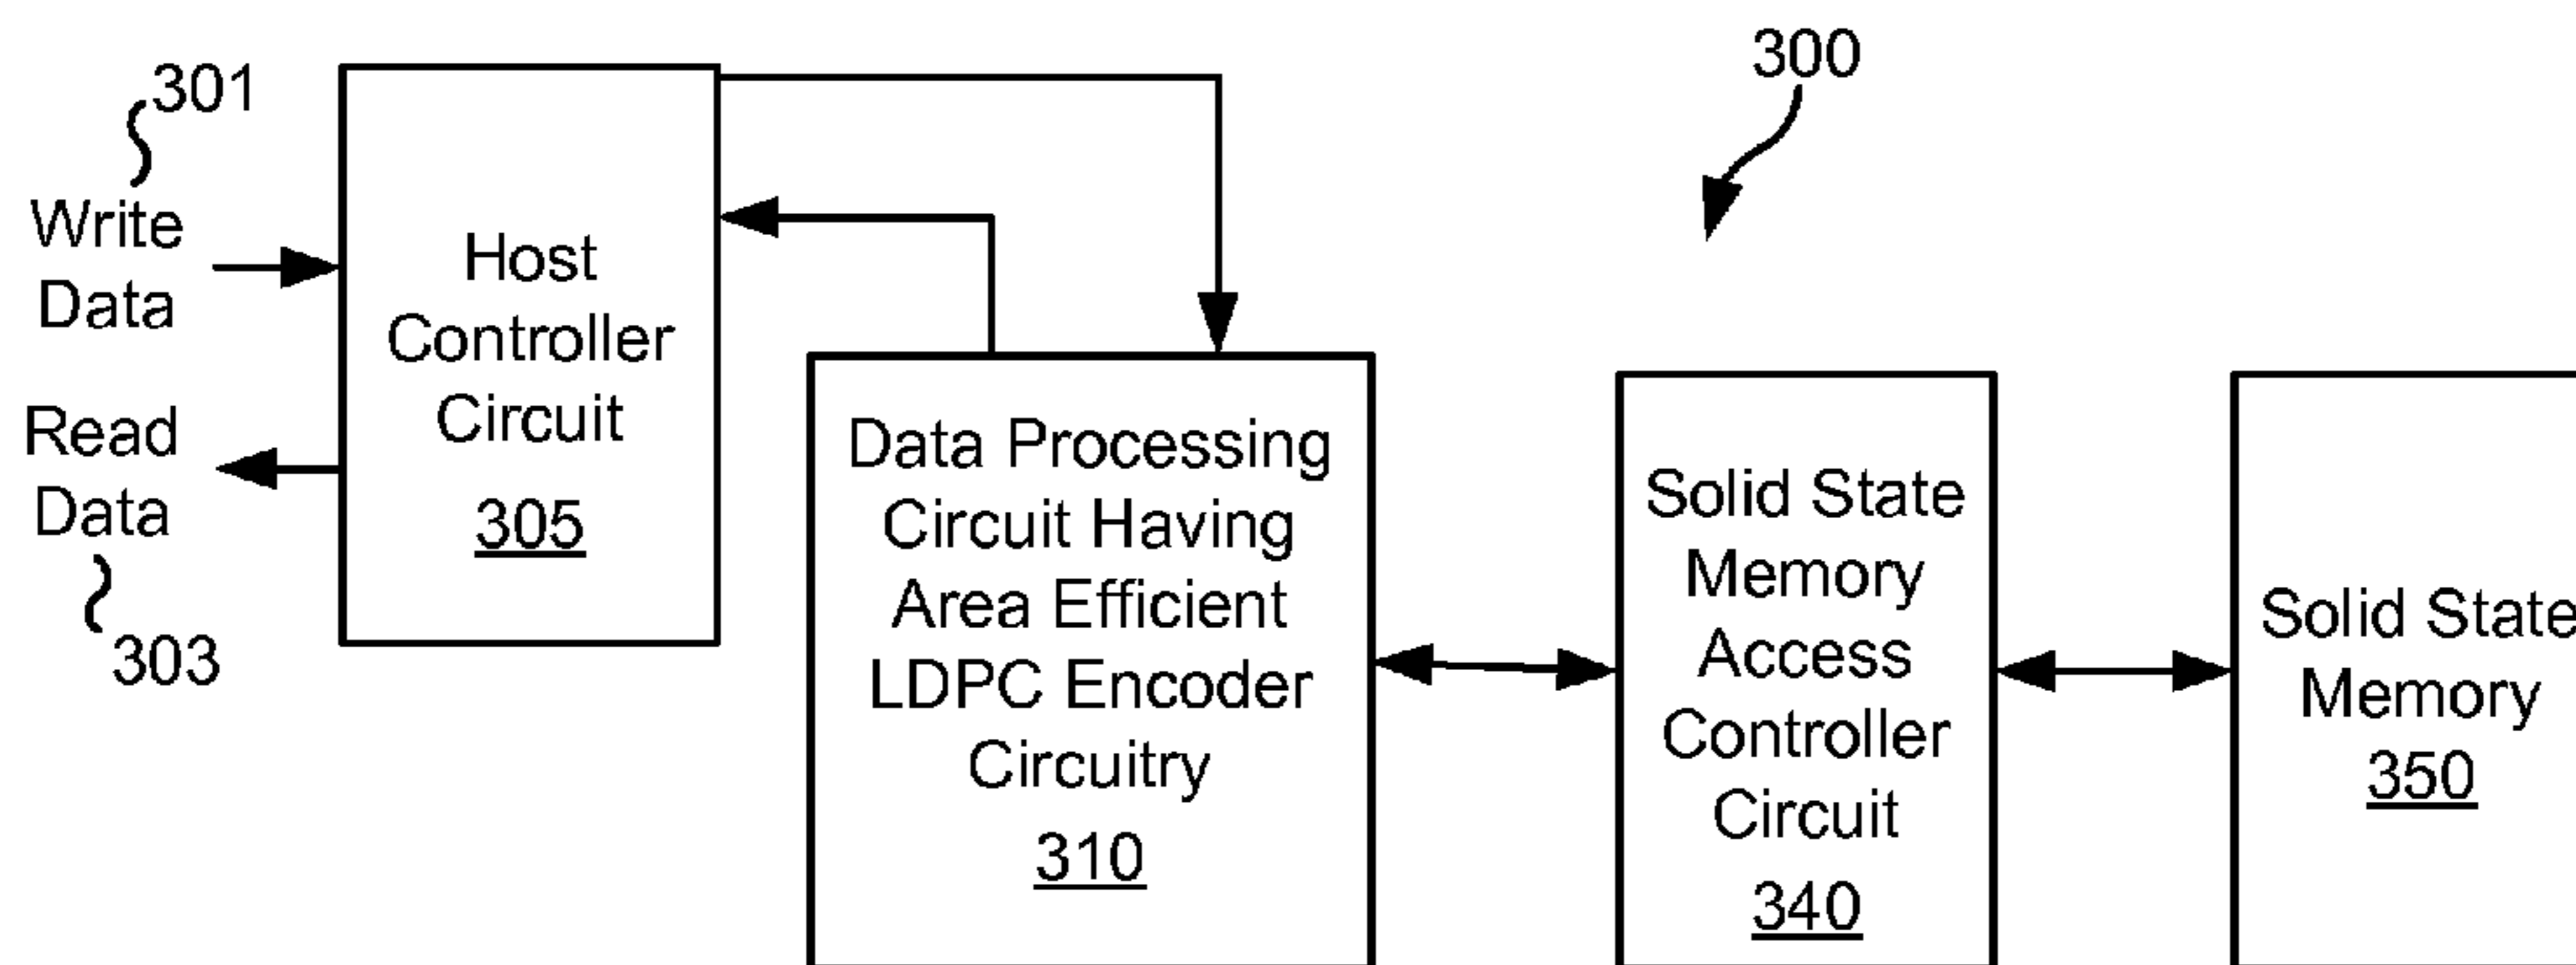 301
Write
Data
Read
Data
303
Host
Controller
Circuit
305
300
Data Processing
Circuit Having
Area Efficient
LDPC Encoder
Circuitry
310
Solid State
Memory
Access
Controller
Circuit
340
Solid State
Memory
350